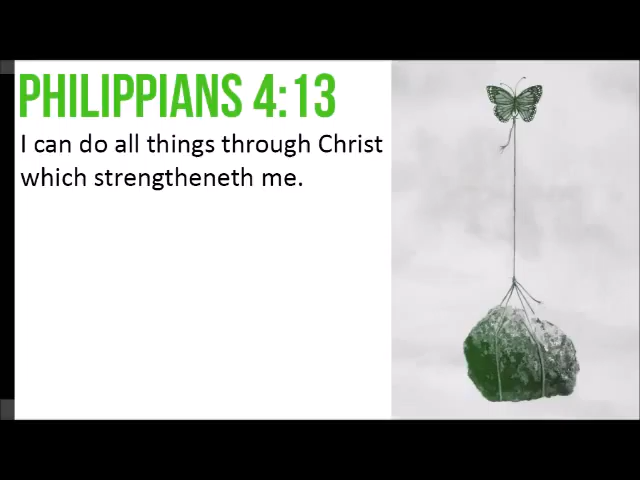 PHILIPPIANS 4:13
I can do all things through Christ
which strengtheneth me.